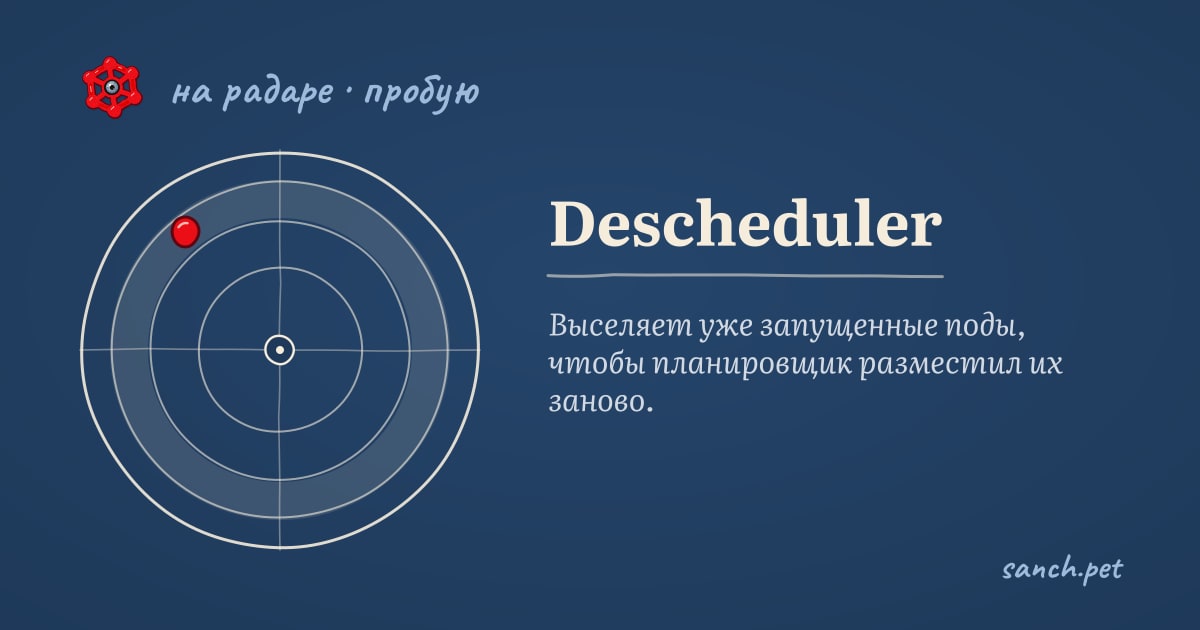 на радаре · пробую
Descheduler
Выселяет уже запущенные поды,
чтобы планировщик разместил их
заново.
sanch.pet